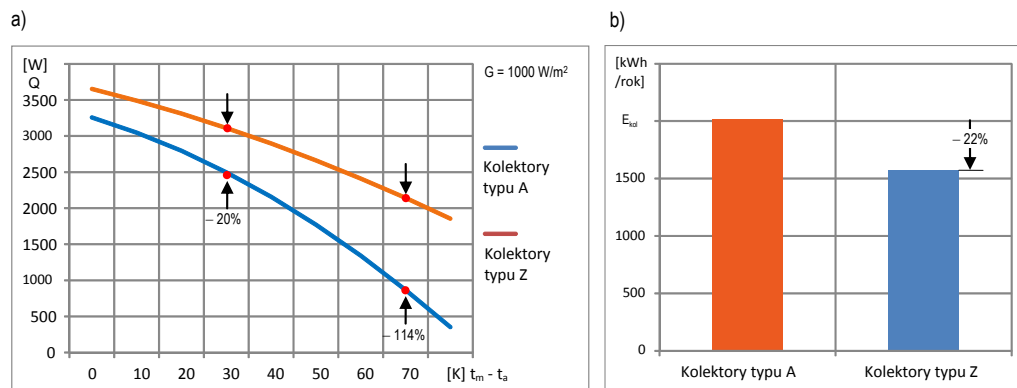 a)
[W]
Q
3500
3000
2500
2000
1500
1000
500
0
0 10 20 30 40 50 60 70 [K] tₘ - tₐ
– 20%
– 114%
G = 1000 W/m²
Kolektory
typu A
Kolektory
typu Z
b)
[kWh
/rok]
Eₖₒₗ
1500
1000
500
0
– 22%
Kolektory typu A
Kolektory typu Z